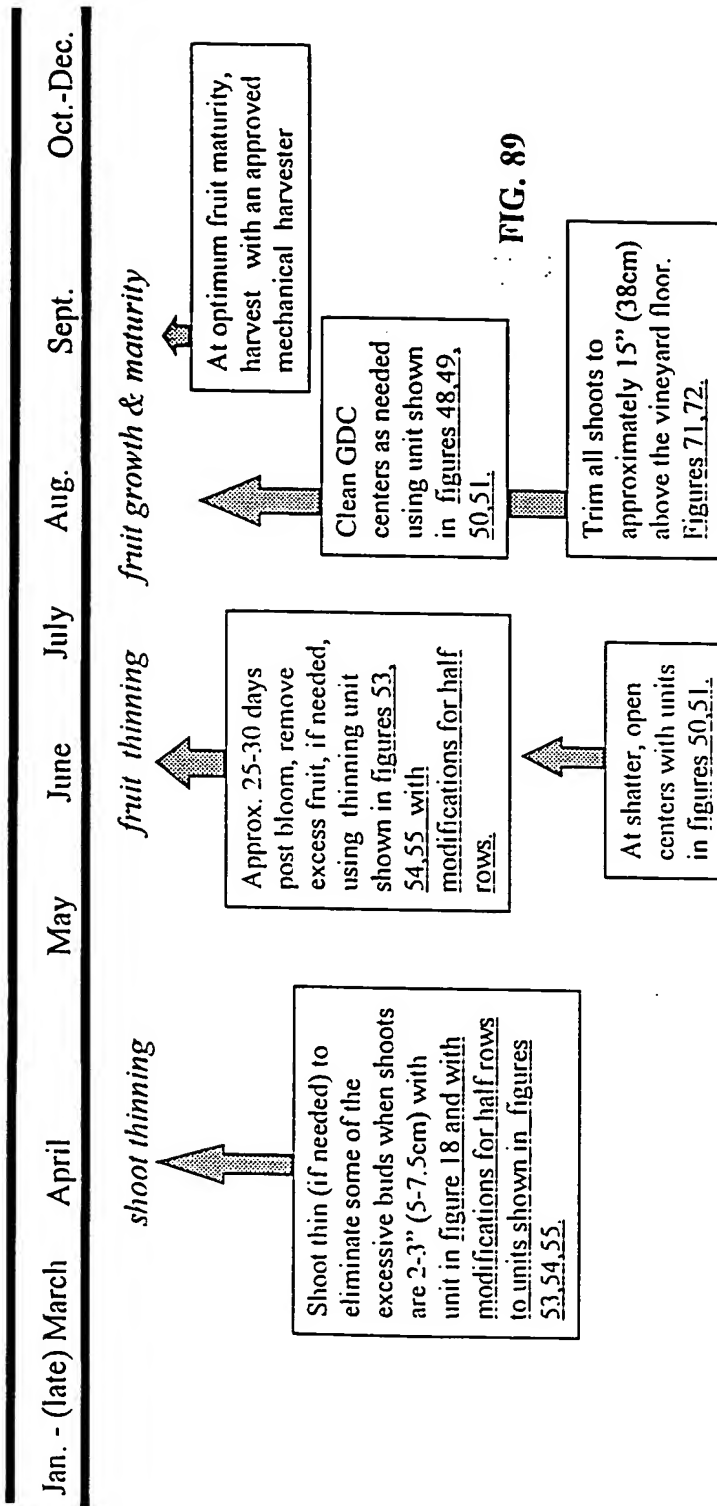 Jan. - (late) March April May June July Aug. Sept. Oct.-Dec.
shoot thinning
fruit thinning
fruit growth & maturity
Shoot thin (if needed) to
eliminate some of the
excessive buds when shoots
are 2-3" (5-7.5cm) with
unit in figure 18 and with
modifications for half rows
to units shown in figures
53,54,55.
Approx. 25-30 days
post bloom, remove
excess fruit, if needed,
using thinning unit
shown in figures 53,
54,55 with
modifications for half
rows.
At shatter, open
centers with units
in figures 50,51.
Clean GDC
centers as needed
using unit shown
in figures 48,49,
50,51.
Trim all shoots to
approximately 15" (38cm)
above the vineyard floor.
Figures 71,72.
At optimum fruit maturity,
harvest with an approved
mechanical harvester
FIG. 89